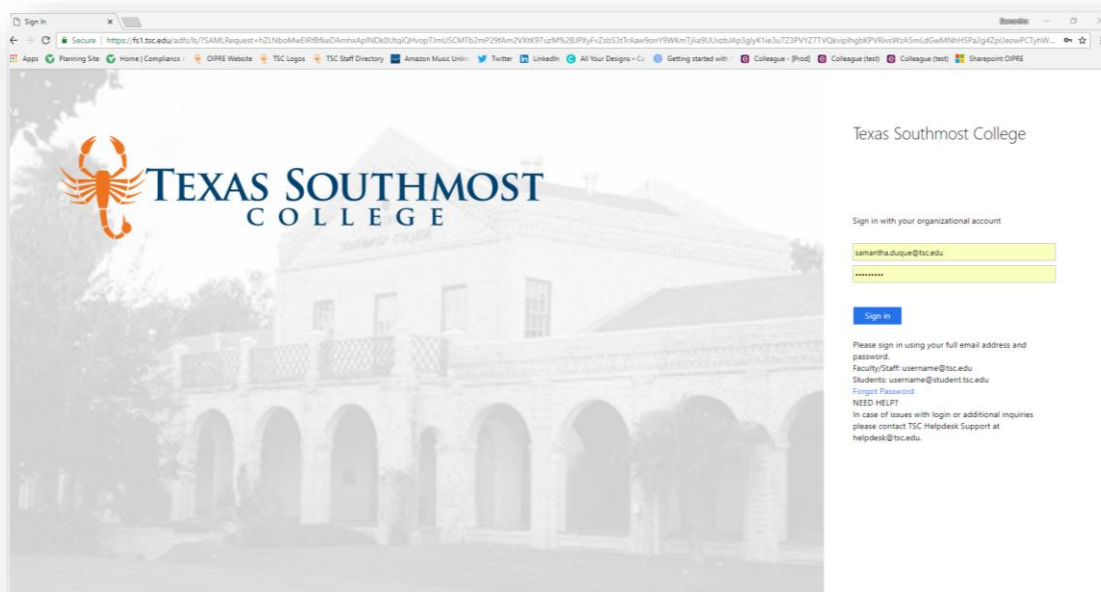 Sign In
Samantha
Secure | https://fs1.tsc.edu/adfs/ls/?SAMLRequest=
Apps Planning Site Home | Compliance OIPRE Website TSC Logos TSC Staff Directory Amazon Music Unlim Twitter LinkedIn All Your Designs – Ca Getting started with Colleague - [Prod] Colleague (test) Colleague (test) Sharepoint OIPRE
TEXAS SOUTHMOST
COLLEGE
Texas Southmost College
Sign in with your organizational account
samantha.duque@tsc.edu
•••••••••
Sign in
Please sign in using your full email address and
password.
Faculty/Staff: username@tsc.edu
Students: username@student.tsc.edu
Forgot Password
NEED HELP?
In case of issues with login or additional inquiries
please contact TSC Helpdesk Support at
helpdesk@tsc.edu.